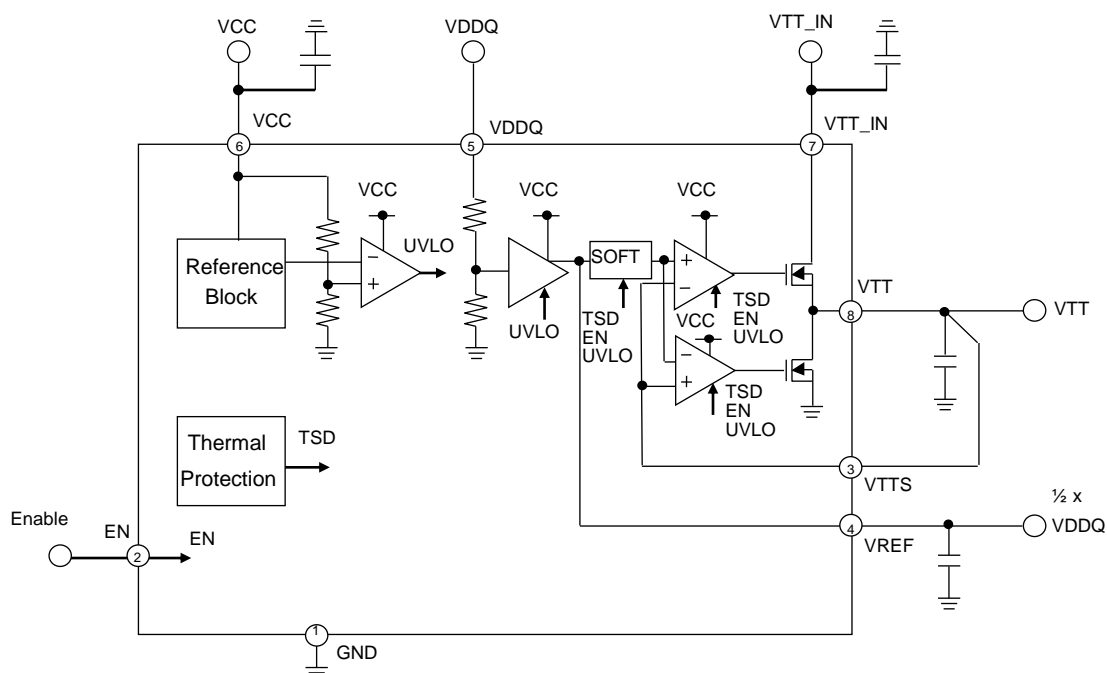 VCC
VDDQ
VTT_IN
VCC
VDDQ
VTT_IN
6
5
7
VCC
VCC
VCC
UVLO
SOFT
Reference
Block
−
+
+
−
VTT
8
VTT
UVLO
TSD
EN
UVLO
TSD
EN
UVLO
VCC
−
+
TSD
EN
UVLO
Thermal
Protection
TSD
3
VTTS
½ x
VDDQ
4
VREF
Enable
EN
EN
2
1
GND